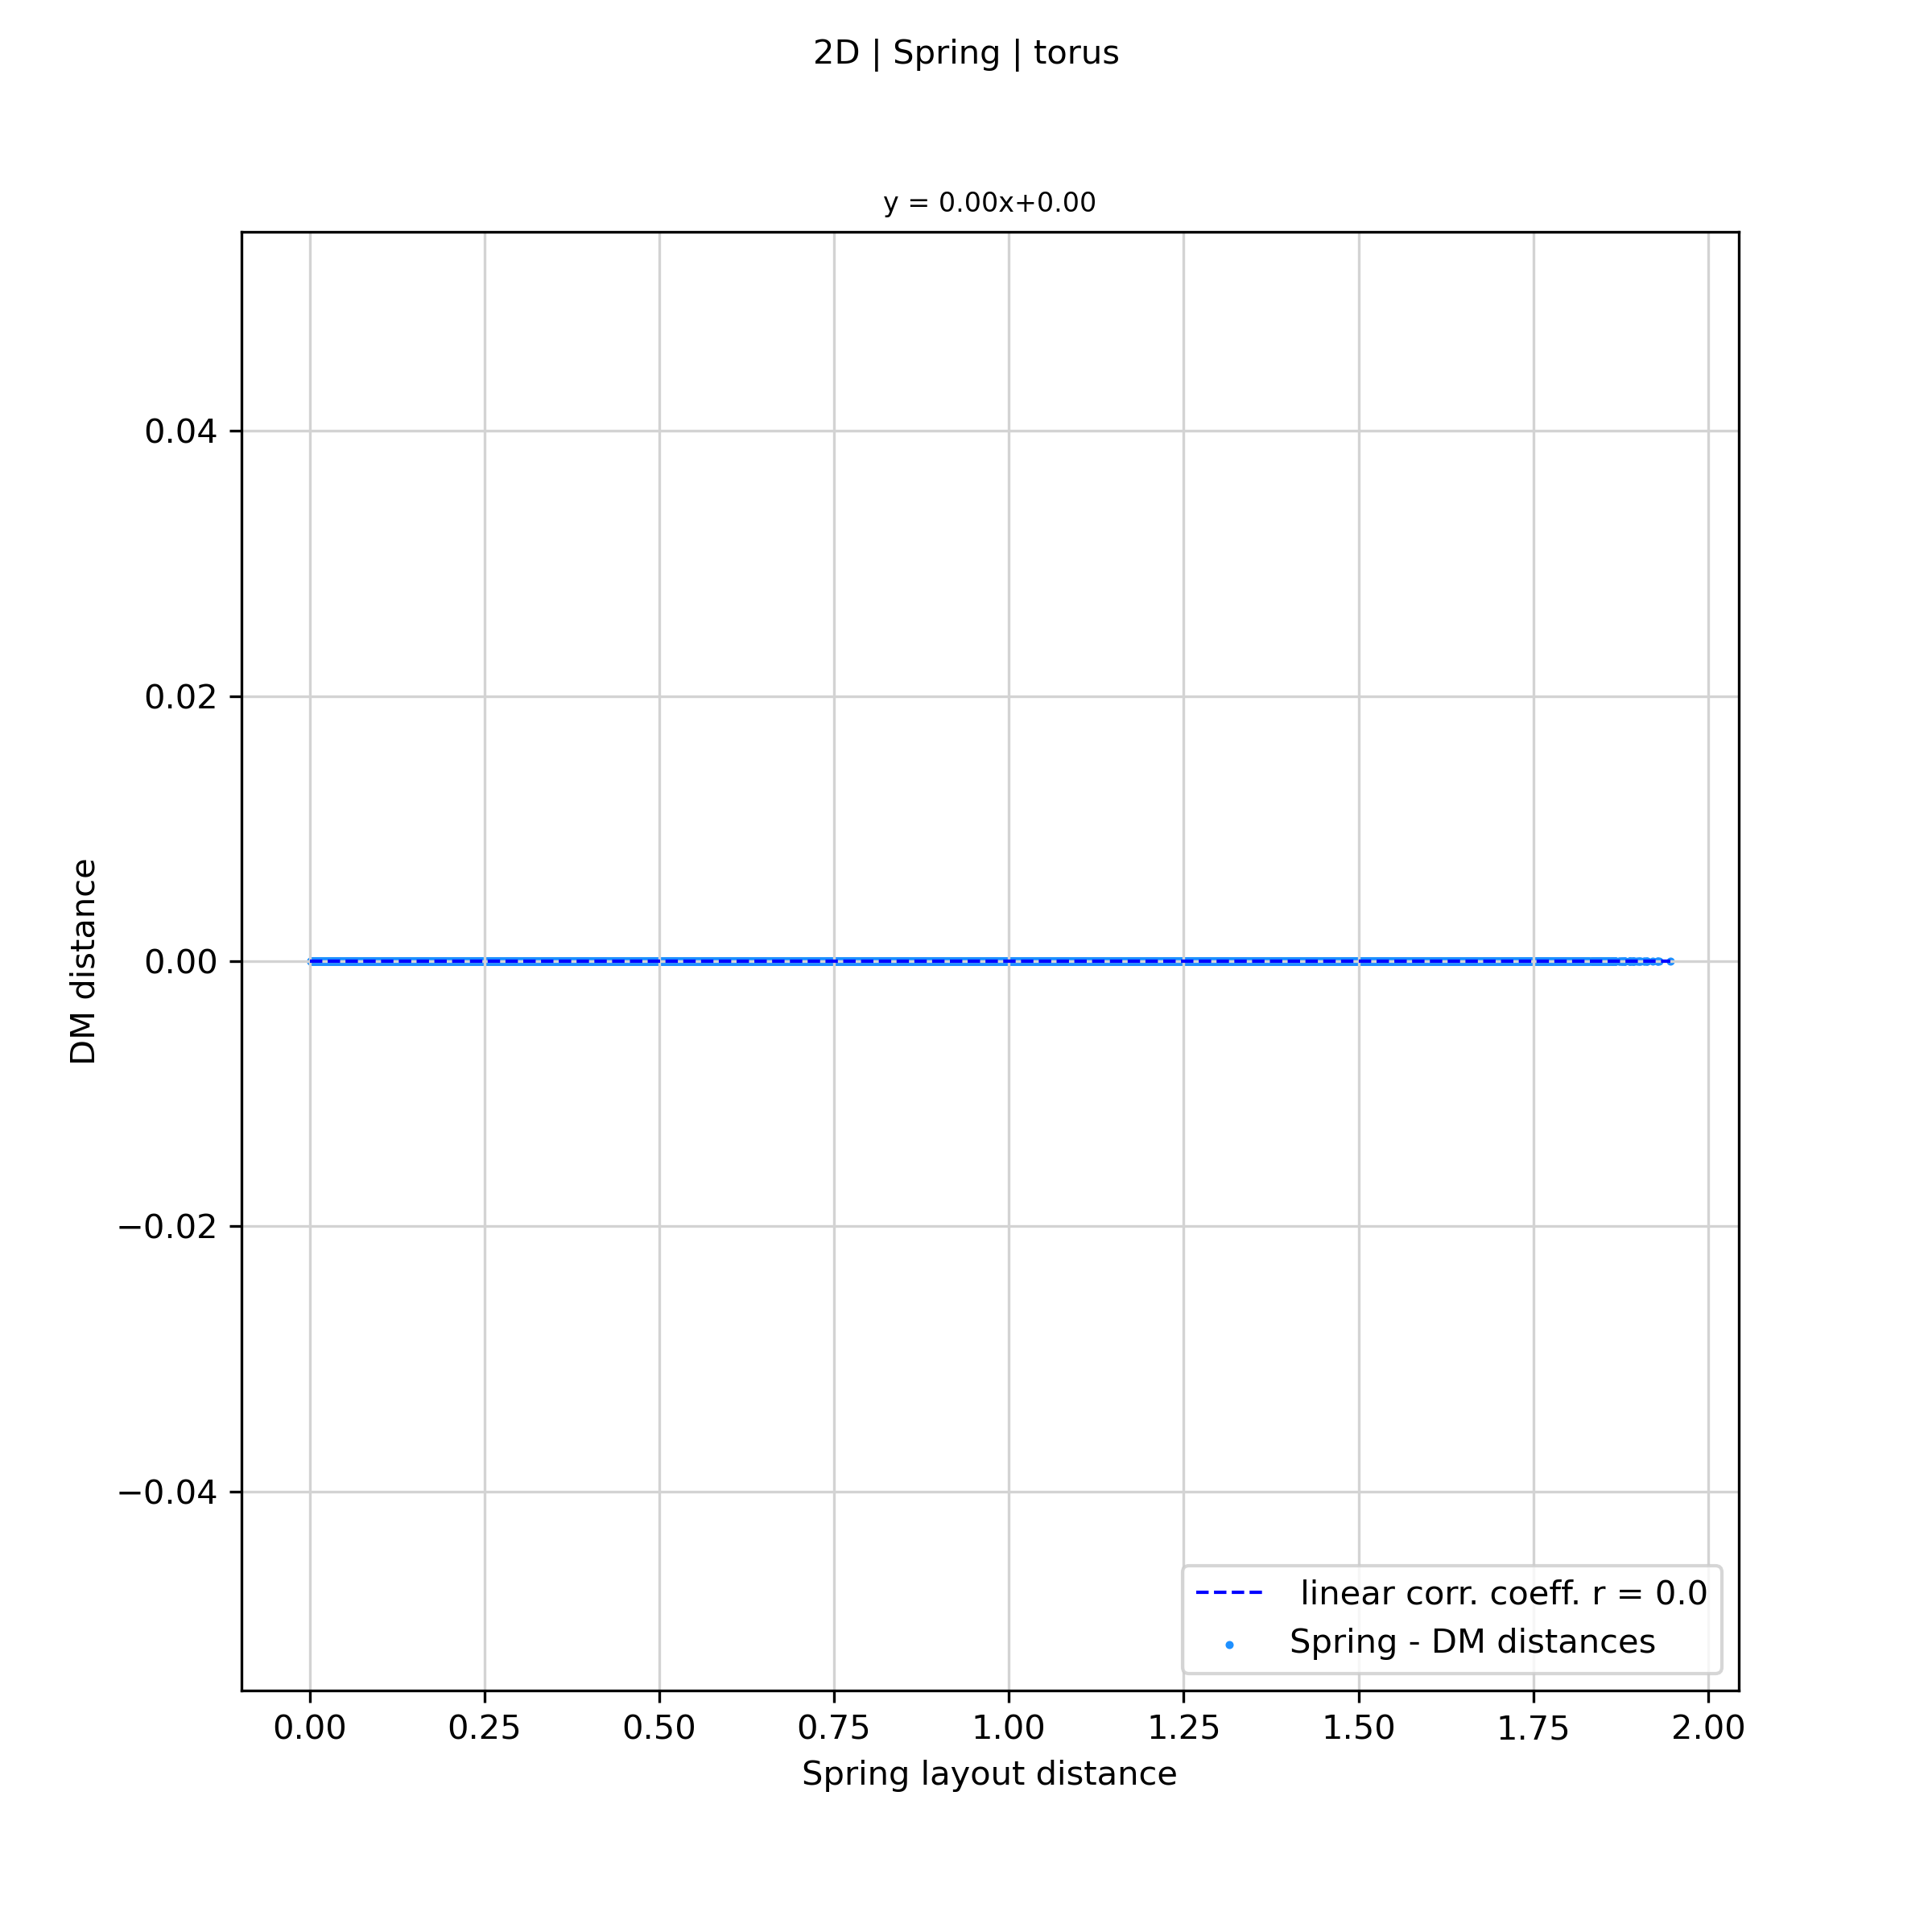 2D | Spring | torus
y = 0.00x+0.00
0.04
0.02
0.00
−0.02
−0.04
DM distance
0.00 0.25 0.50 0.75 1.00 1.25 1.50 1.75 2.00
Spring layout distance
linear corr. coeff. r = 0.0
Spring - DM distances